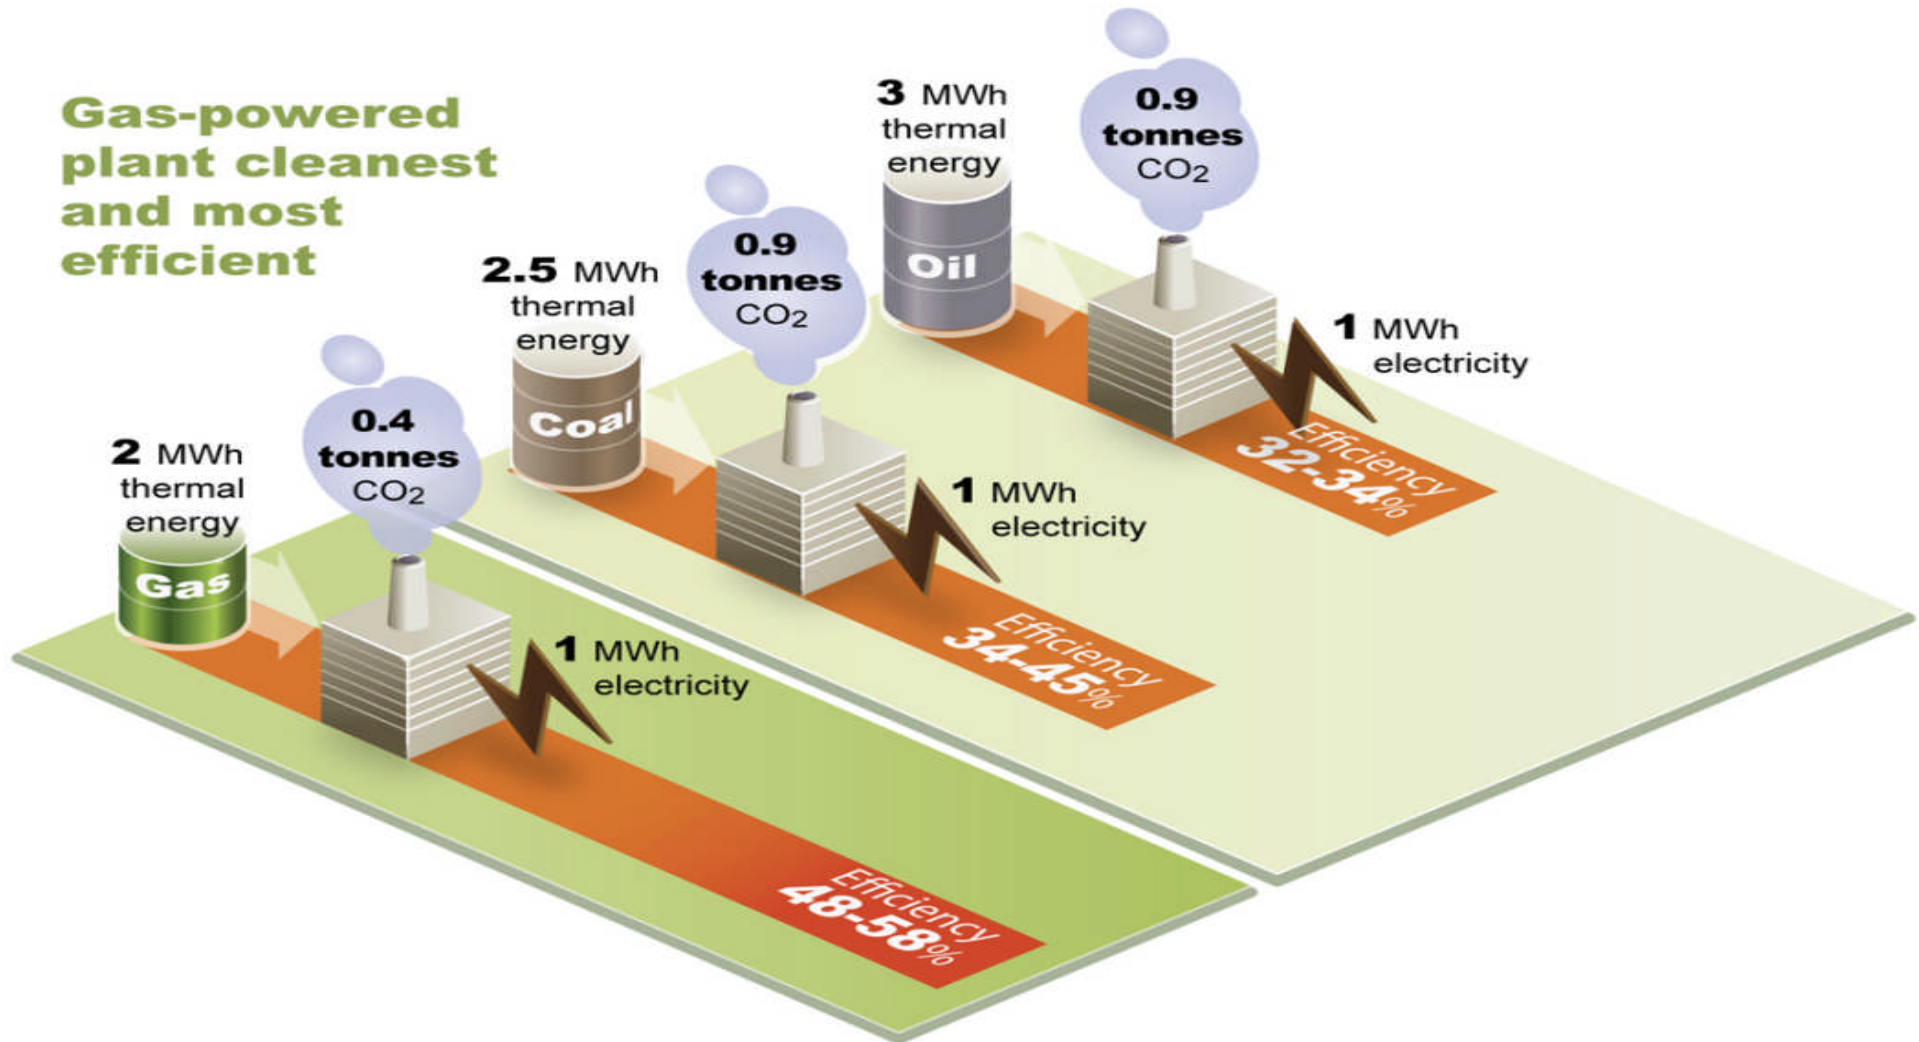 Gas-powered
plant cleanest
and most
efficient
2 MWh
thermal
energy
Gas
0.4
tonnes
CO2
1 MWh
electricity
Efficiency
48-58%
2.5 MWh
thermal
energy
Coal
0.9
tonnes
CO2
1 MWh
electricity
Efficiency
34-45%
3 MWh
thermal
energy
Oil
0.9
tonnes
CO2
1 MWh
electricity
Efficiency
32-34%